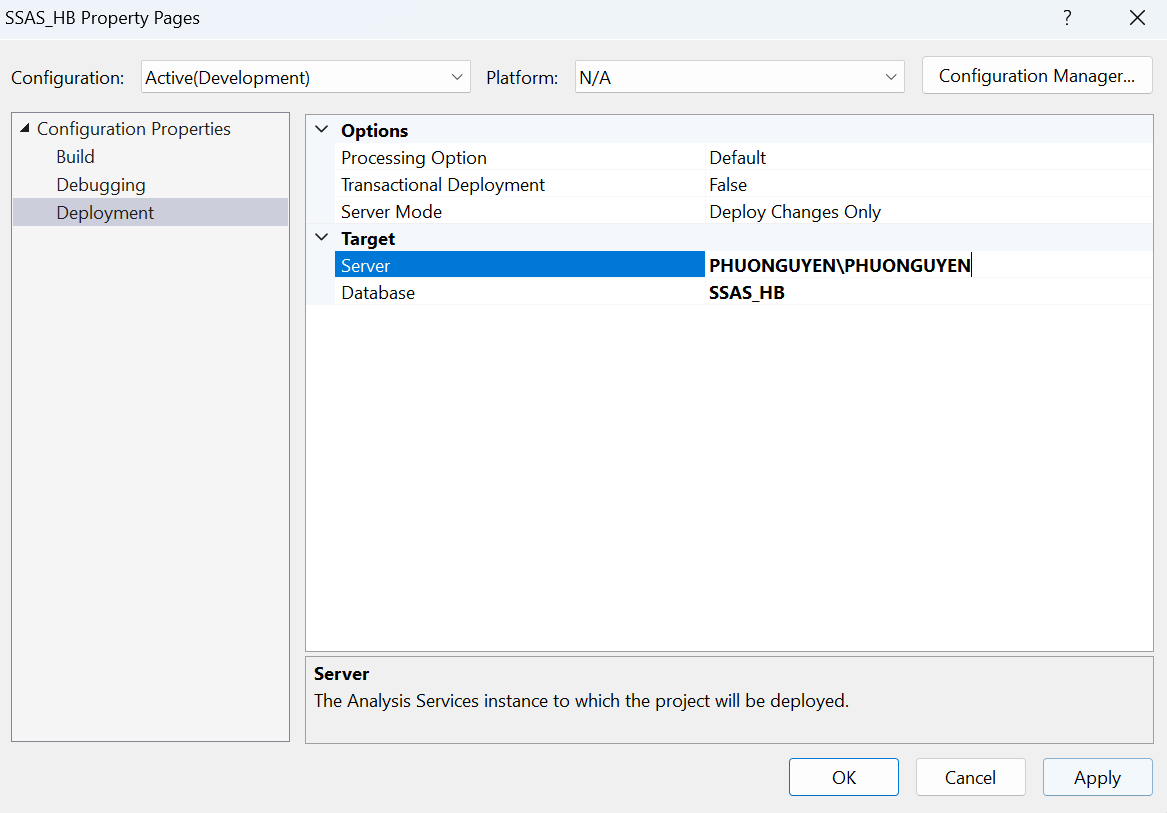 SSAS_HB Property Pages
?
Configuration: Active(Development) Platform: N/A Configuration Manager...
Configuration Properties
Build
Debugging
Deployment
Options
Processing Option Default
Transactional Deployment False
Server Mode Deploy Changes Only
Target
Server PHUONGUYEN\PHUONGUYEN
Database SSAS_HB
Server
The Analysis Services instance to which the project will be deployed.
OK Cancel Apply